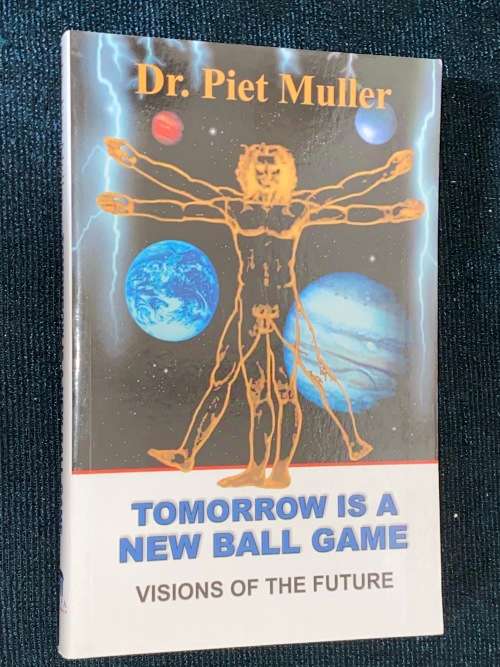 Dr. Piet Muller
TOMORROW IS A
NEW BALL GAME
VISIONS OF THE FUTURE